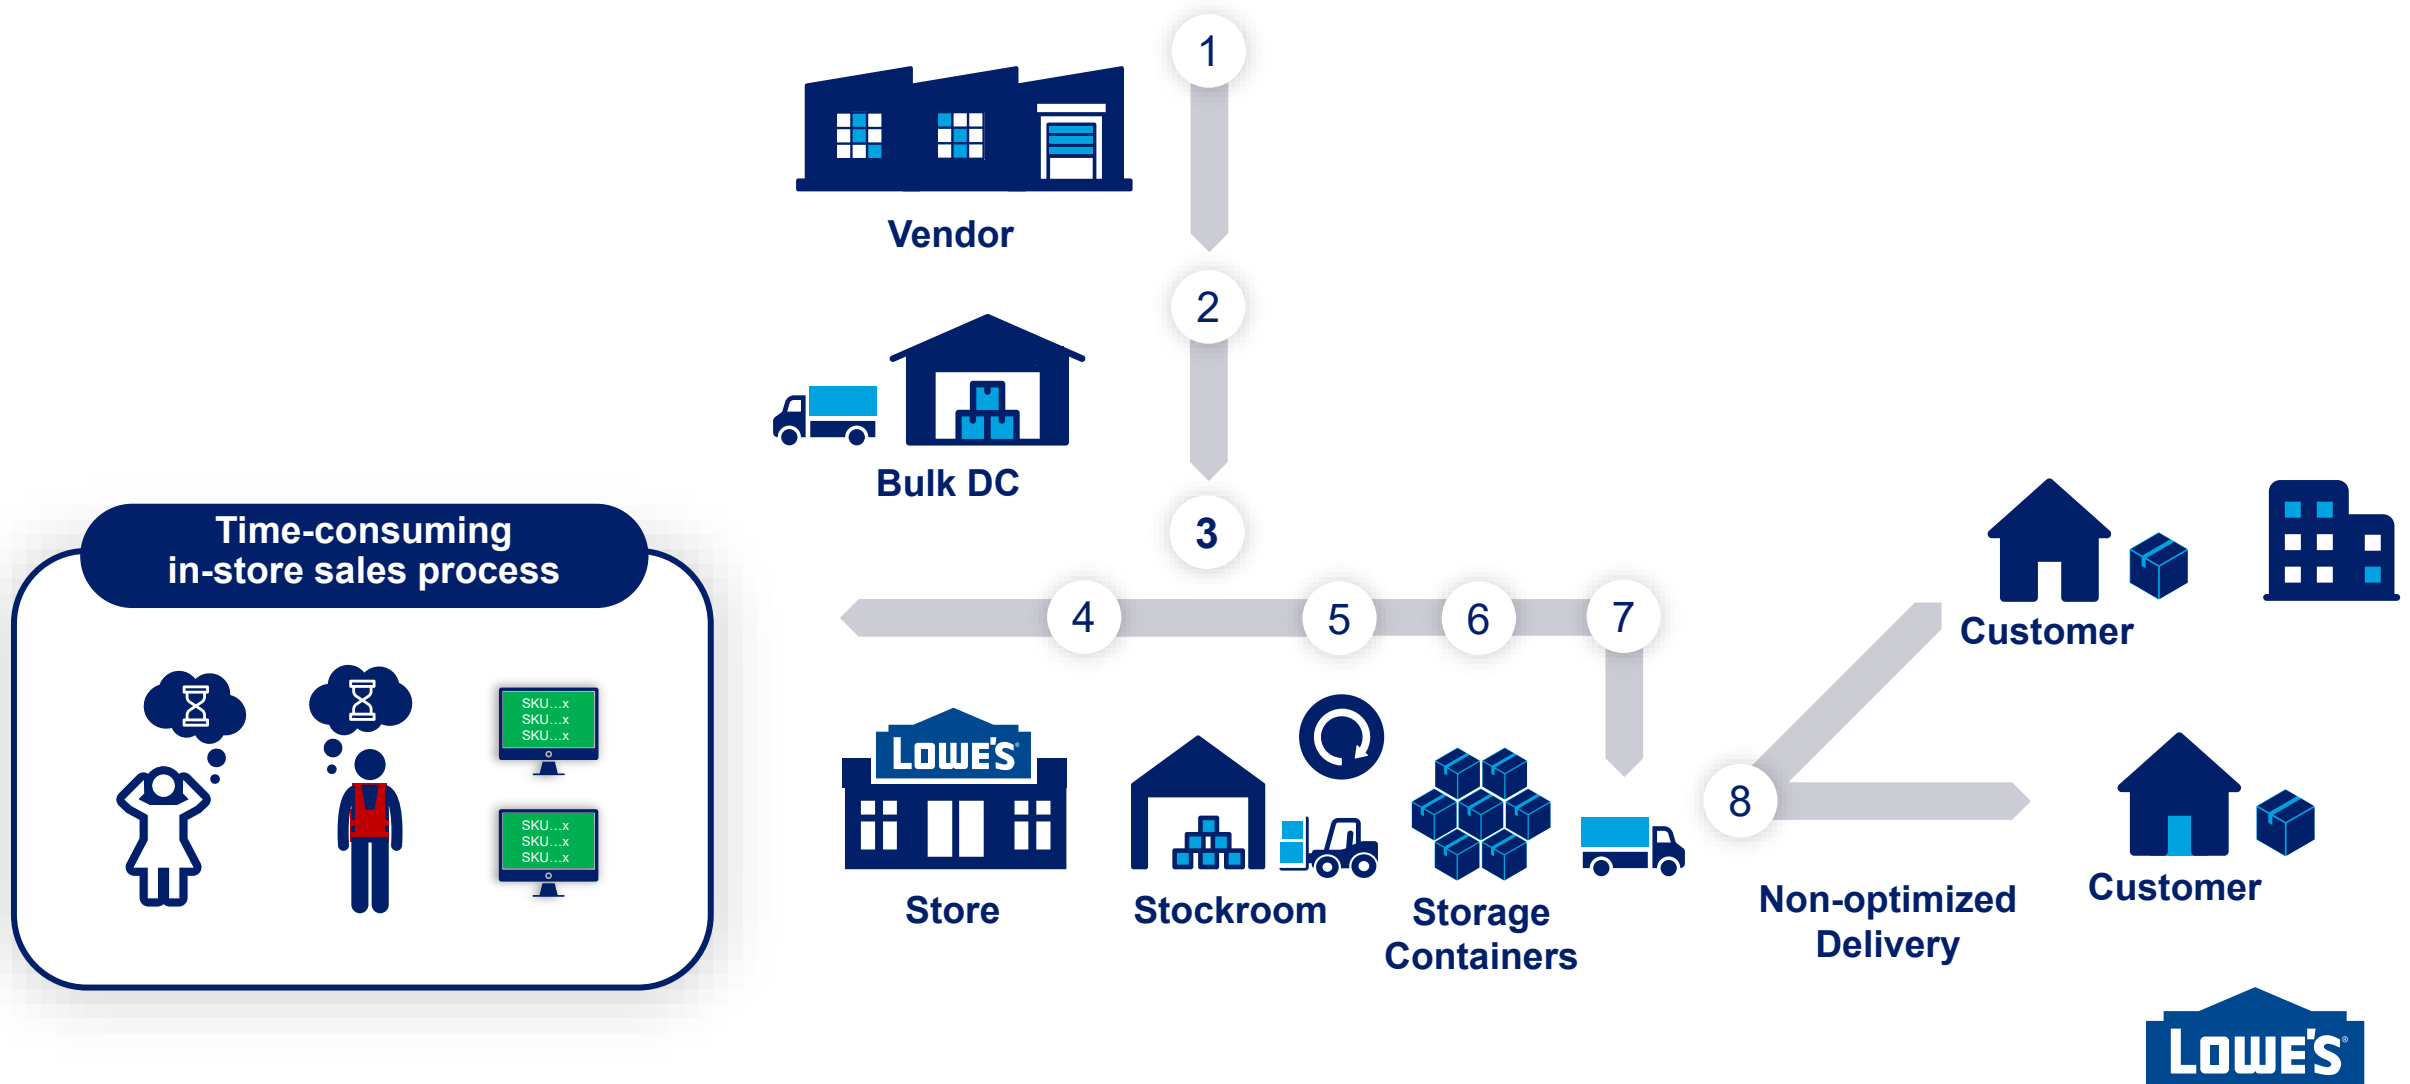 1
Vendor
2
Bulk DC
3
Time-consuming
in-store sales process
SKU...x
SKU...x
SKU...x
SKU...x
SKU...x
SKU...x
4
5
6
7
LOWE'S®
Store
Stockroom
Storage
Containers
8
Non-optimized
Delivery
Customer
Customer
LOWE'S®